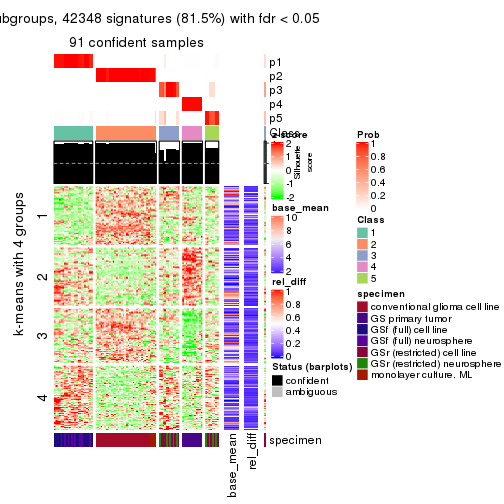 ubgroups, 42348 signatures (81.5%) with fdr < 0.05
91 confident samples
p1
p2
p3
p4
p5
Class
Silhouette
score
k-means with 4 groups
1
2
3
4
specimen
base_mean
rel_diff
z-score
2
1
0
-1
-2
base_mean
10
8
6
4
2
rel_diff
1
0.8
0.6
0.4
0.2
0
Status (barplots)
confident
ambiguous
Prob
1
0.8
0.6
0.4
0.2
0
Class
1
2
3
4
5
specimen
conventional glioma cell line
GS primary tumor
GSf (full) cell line
GSf (full) neurosphere
GSr (restricted) cell line
GSr (restricted) neurosphere
monolayer culture. ML